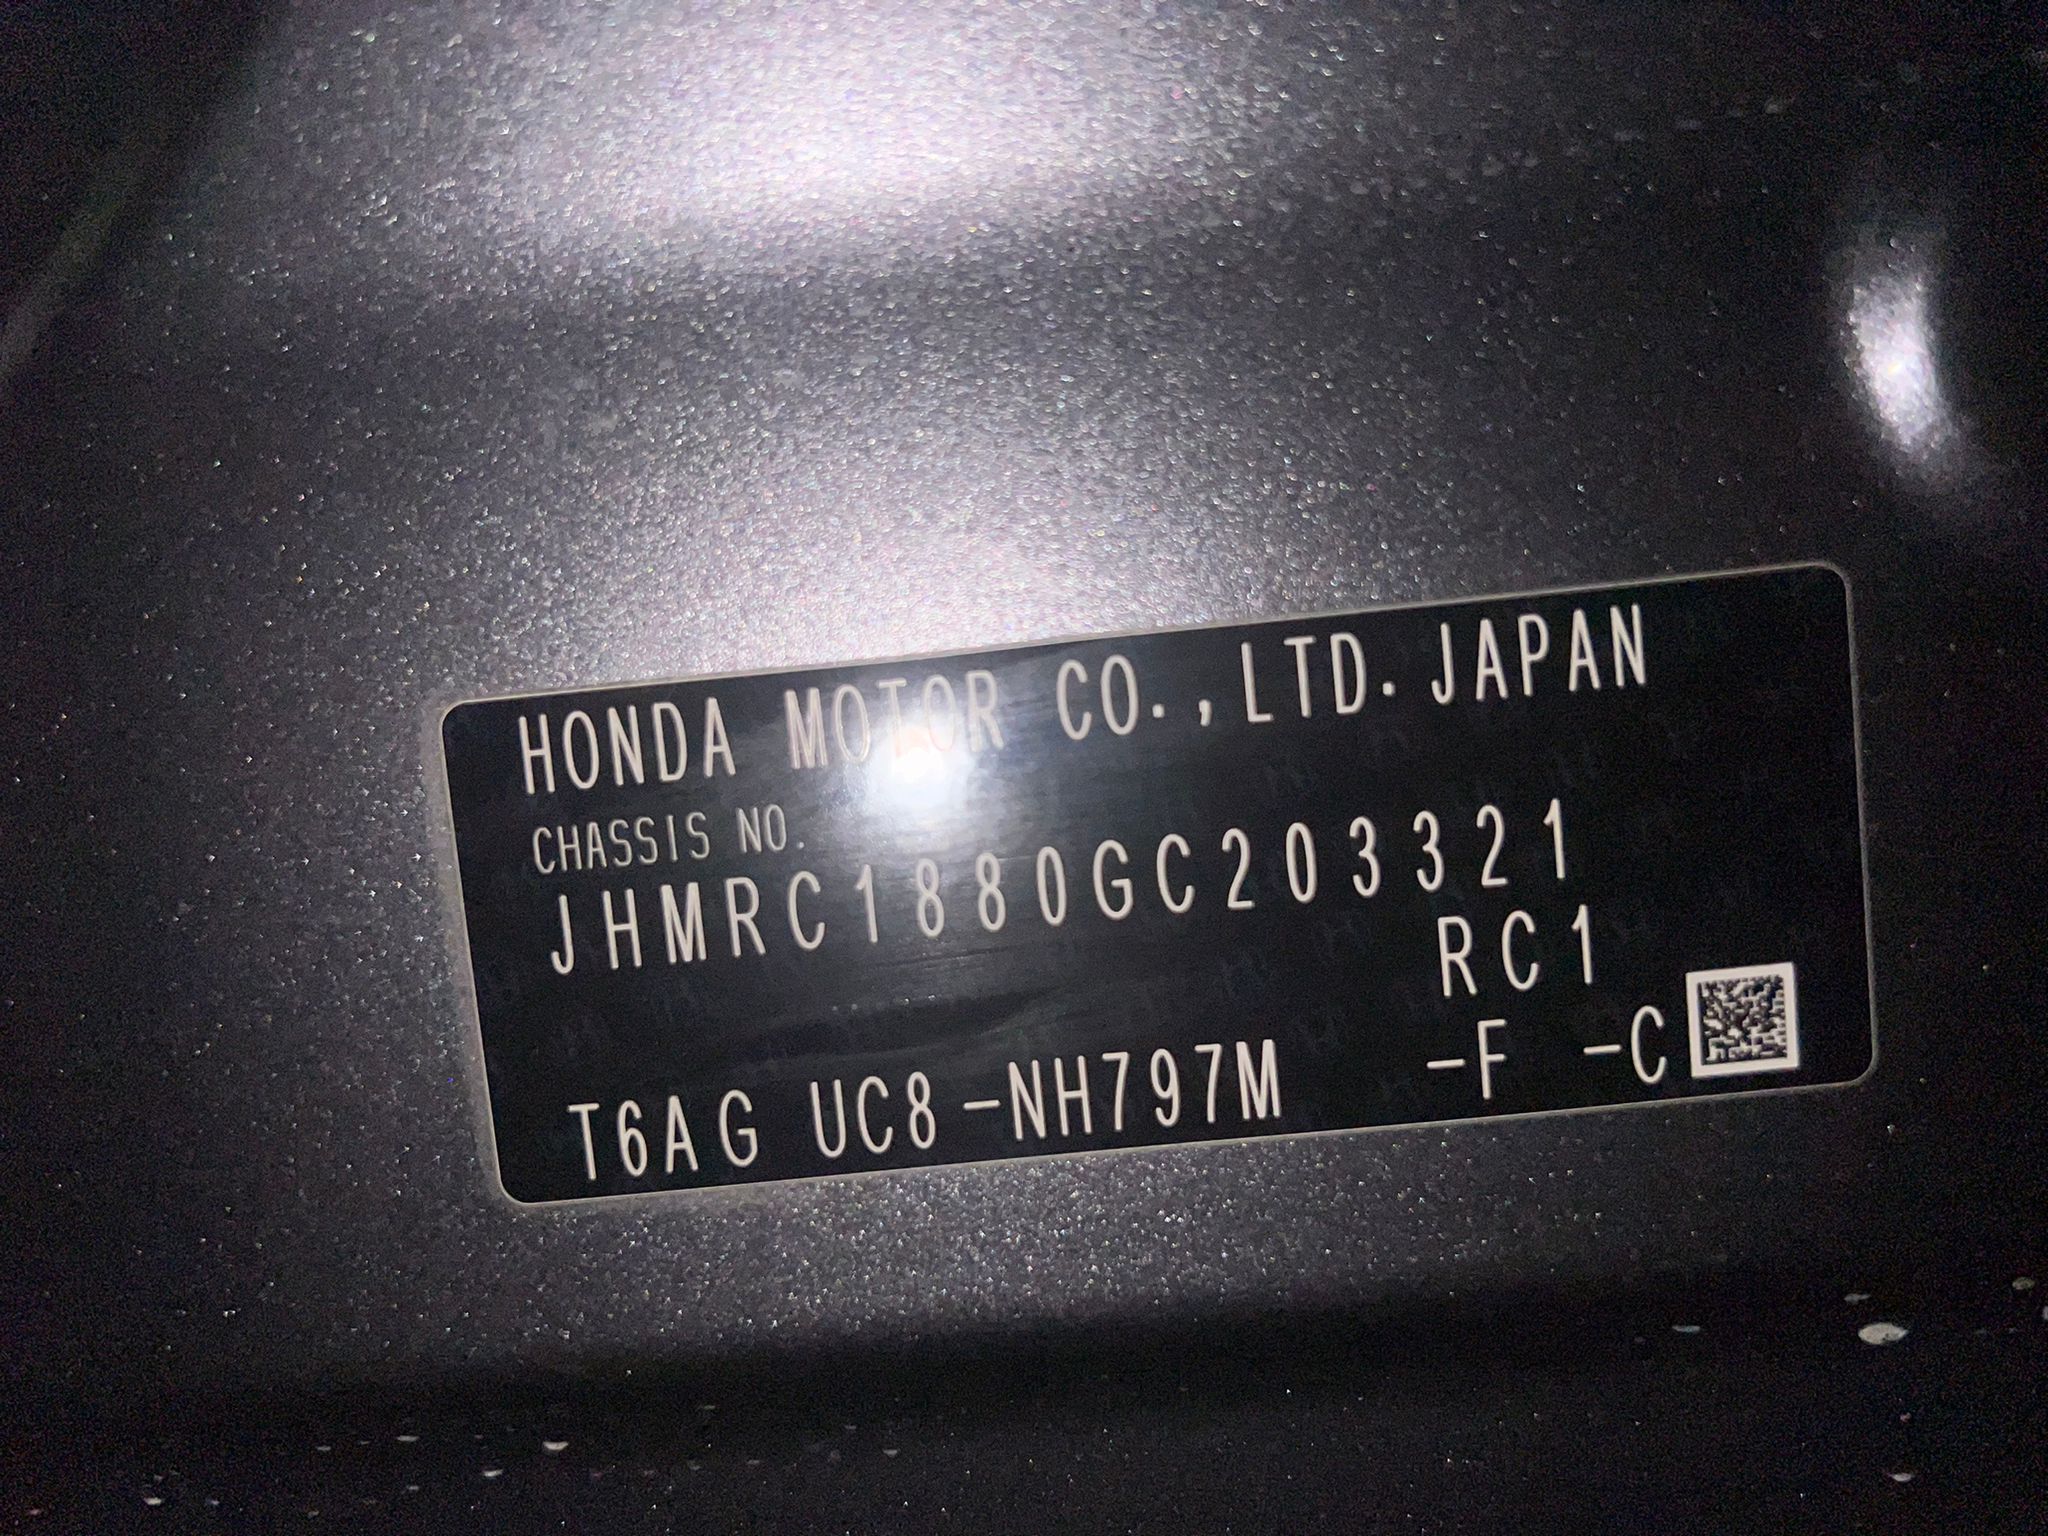 HONDA MOTOR CO.,LTD.JAPAN
CHASSIS NO.
JHMRC1880GC203321
RC1
T6AG UC8-NH797M -F -C